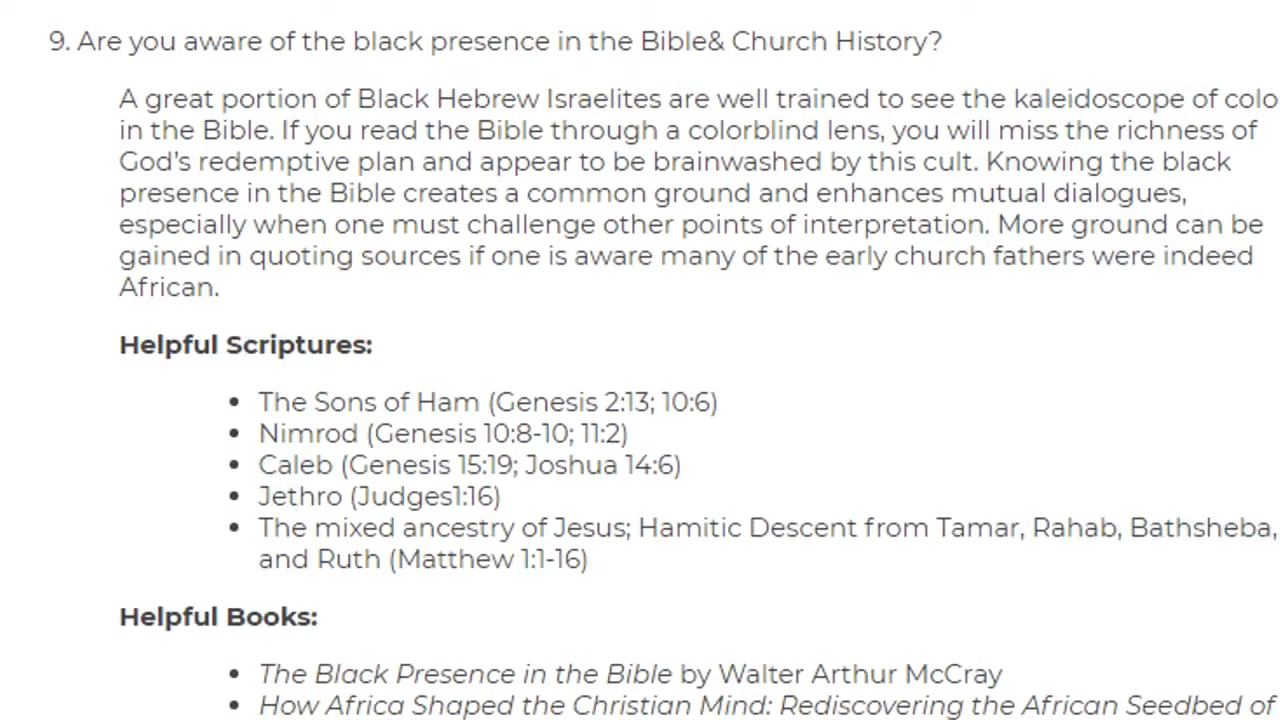 9. Are you aware of the black presence in the Bible& Church History?
A great portion of Black Hebrew Israelites are well trained to see the kaleidoscope of colo
in the Bible. If you read the Bible through a colorblind lens, you will miss the richness of
God's redemptive plan and appear to be brainwashed by this cult. Knowing the black
presence in the Bible creates a common ground and enhances mutual dialogues,
especially when one must challenge other points of interpretation. More ground can be
gained in quoting sources if one is aware many of the early church fathers were indeed
African.
Helpful Scriptures:
• The Sons of Ham (Genesis 2:13; 10:6)
• Nimrod (Genesis 10:8-10; 11:2)
• Caleb (Genesis 15:19; Joshua 14:6)
• Jethro (Judges1:16)
• The mixed ancestry of Jesus; Hamitic Descent from Tamar, Rahab, Bathsheba,
and Ruth (Matthew 1:1-16)
Helpful Books:
• The Black Presence in the Bible by Walter Arthur McCray
• How Africa Shaped the Christian Mind: Rediscovering the African Seedbed of